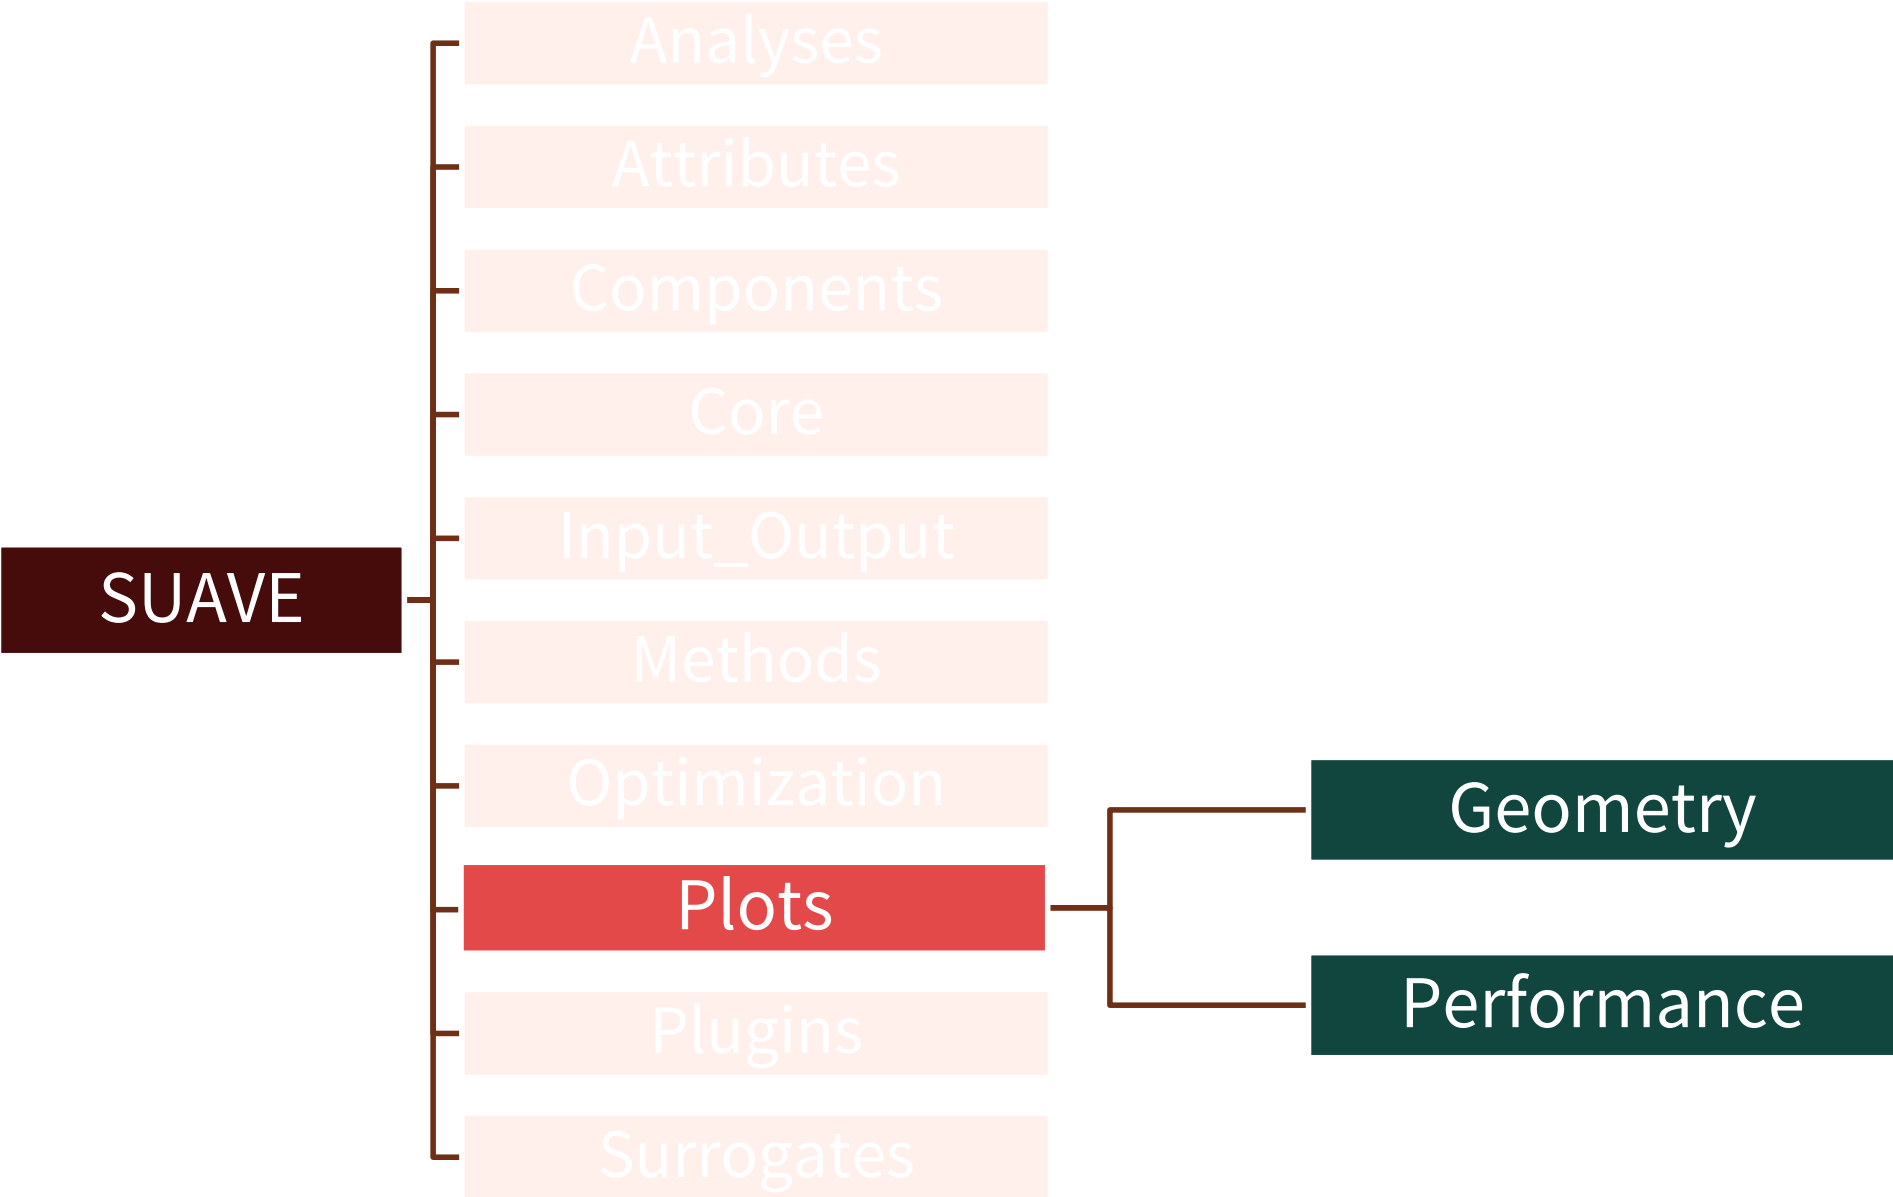 SUAVE
Analyses
Attributes
Components
Core
Input_Output
Methods
Optimization
Plots
Plugins
Surrogates
Geometry
Performance